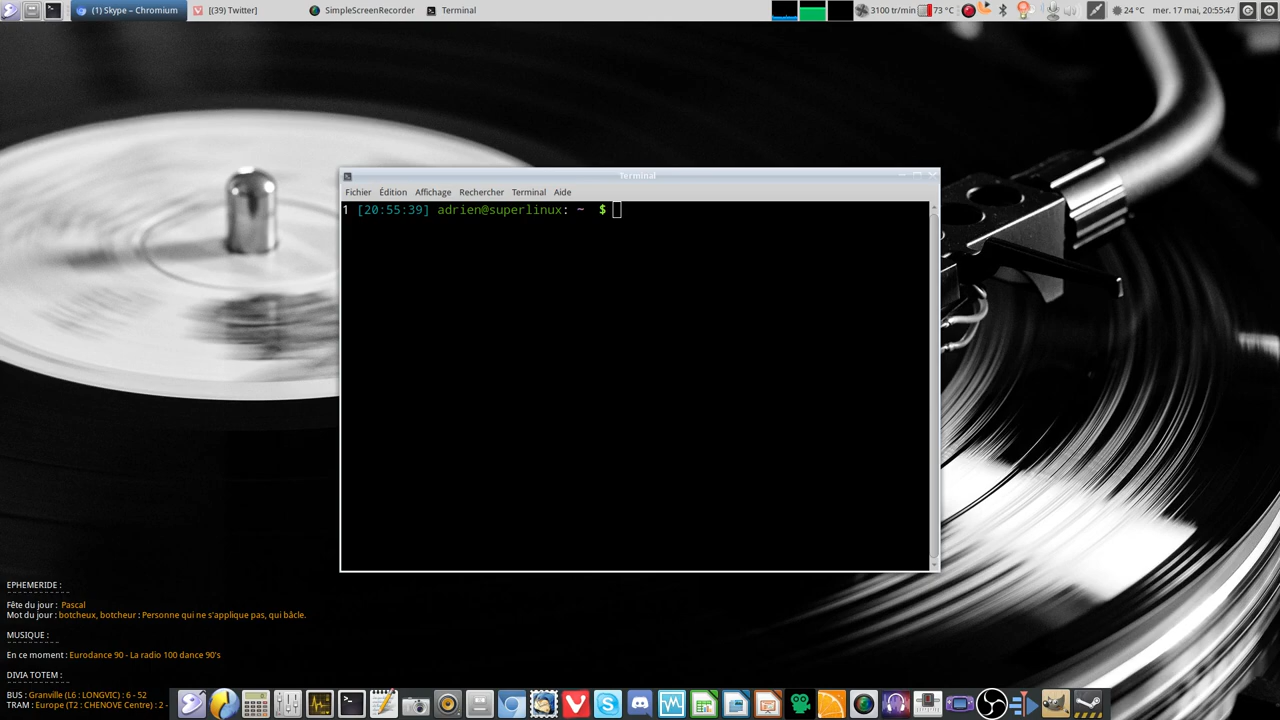 (1) Skype – Chromium
[(39) Twitter]
SimpleScreenRecorder
Terminal
3100 tr/min
73 °C
24 °C
mer. 17 mai, 20:55:47
Terminal
Fichier Édition Affichage Rechercher Terminal Aide
1 [20:55:39] adrien@superlinux: ~ $
EPHEMERIDE :
Fête du jour : Pascal
Mot du jour : botcheux, botcheur : Personne qui ne s'applique pas, qui bâcle.
MUSIQUE :
En ce moment : Eurodance 90 - La radio 100 dance 90's
DIVIA TOTEM :
BUS : Granville (L6 : LONGVIC) : 6 - 52
TRAM : Europe (T2 : CHENOVE Centre) : 2 -